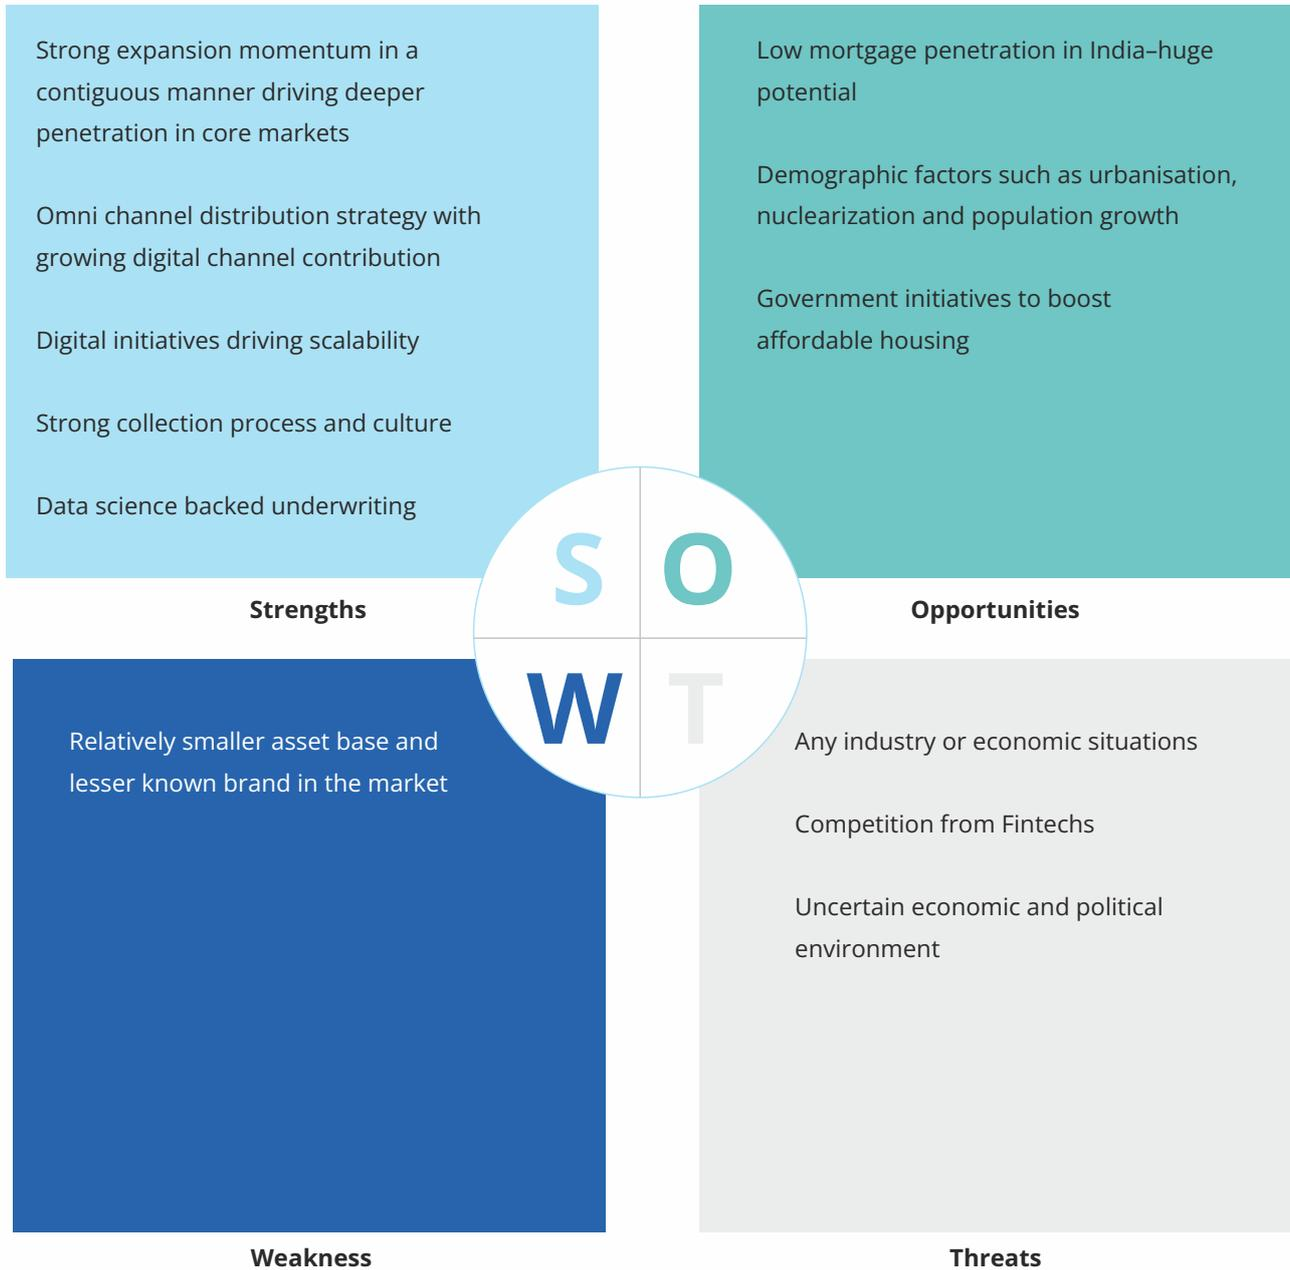 Strong expansion momentum in a
contiguous manner driving deeper
penetration in core markets
Omni channel distribution strategy with
growing digital channel contribution
Digital initiatives driving scalability
Strong collection process and culture
Data science backed underwriting
Strengths
Low mortgage penetration in India–huge
potential
Demographic factors such as urbanisation,
nuclearization and population growth
Government initiatives to boost
affordable housing
Opportunities
S O
W T
Relatively smaller asset base and
lesser known brand in the market
Weakness
Any industry or economic situations
Competition from Fintechs
Uncertain economic and political
environment
Threats